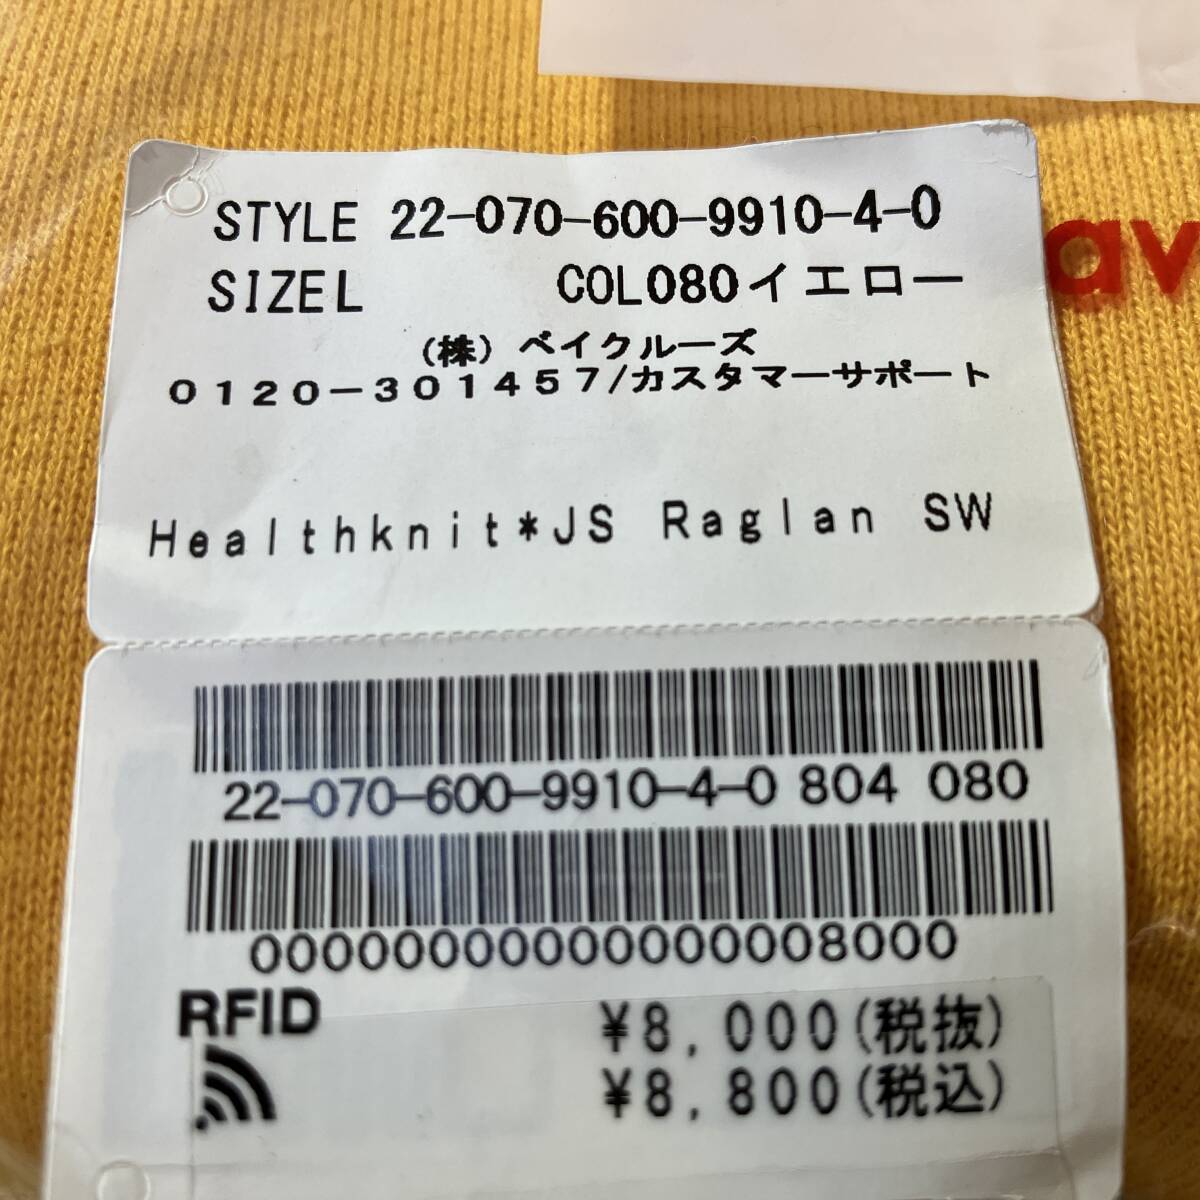 STYLE 22-070-600-9910-4-0
SIZE L COL080イエロー
av
（株）ベイクルーズ
0120-301457/カスタマーサポート
Healthknit*JS Raglan SW
22-070-600-9910-4-0 804 080
00000000000000008000
RFID
¥8,000(税抜)
¥8,800(税込)